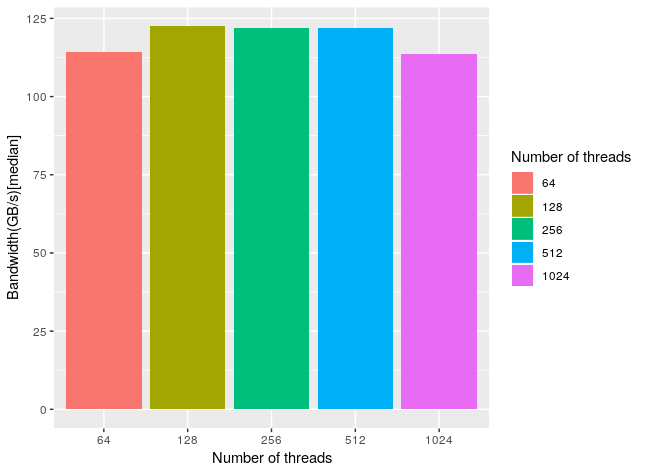 125
100
75
50
25
0
Bandwidth(GB/s)[median]
64 128 256 512 1024
Number of threads
Number of threads
64
128
256
512
1024